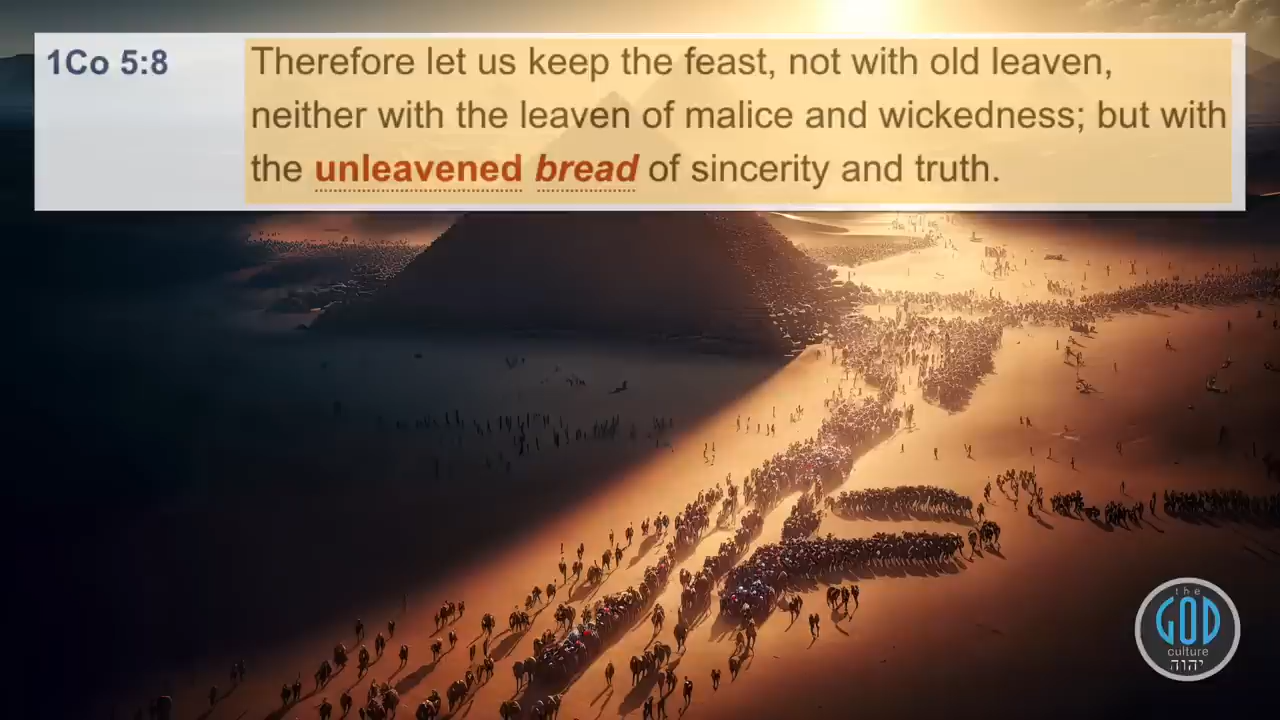 1Co 5:8
Therefore let us keep the feast, not with old leaven,
neither with the leaven of malice and wickedness; but with
the unleavened bread of sincerity and truth.
the
GOD
culture
יהוה